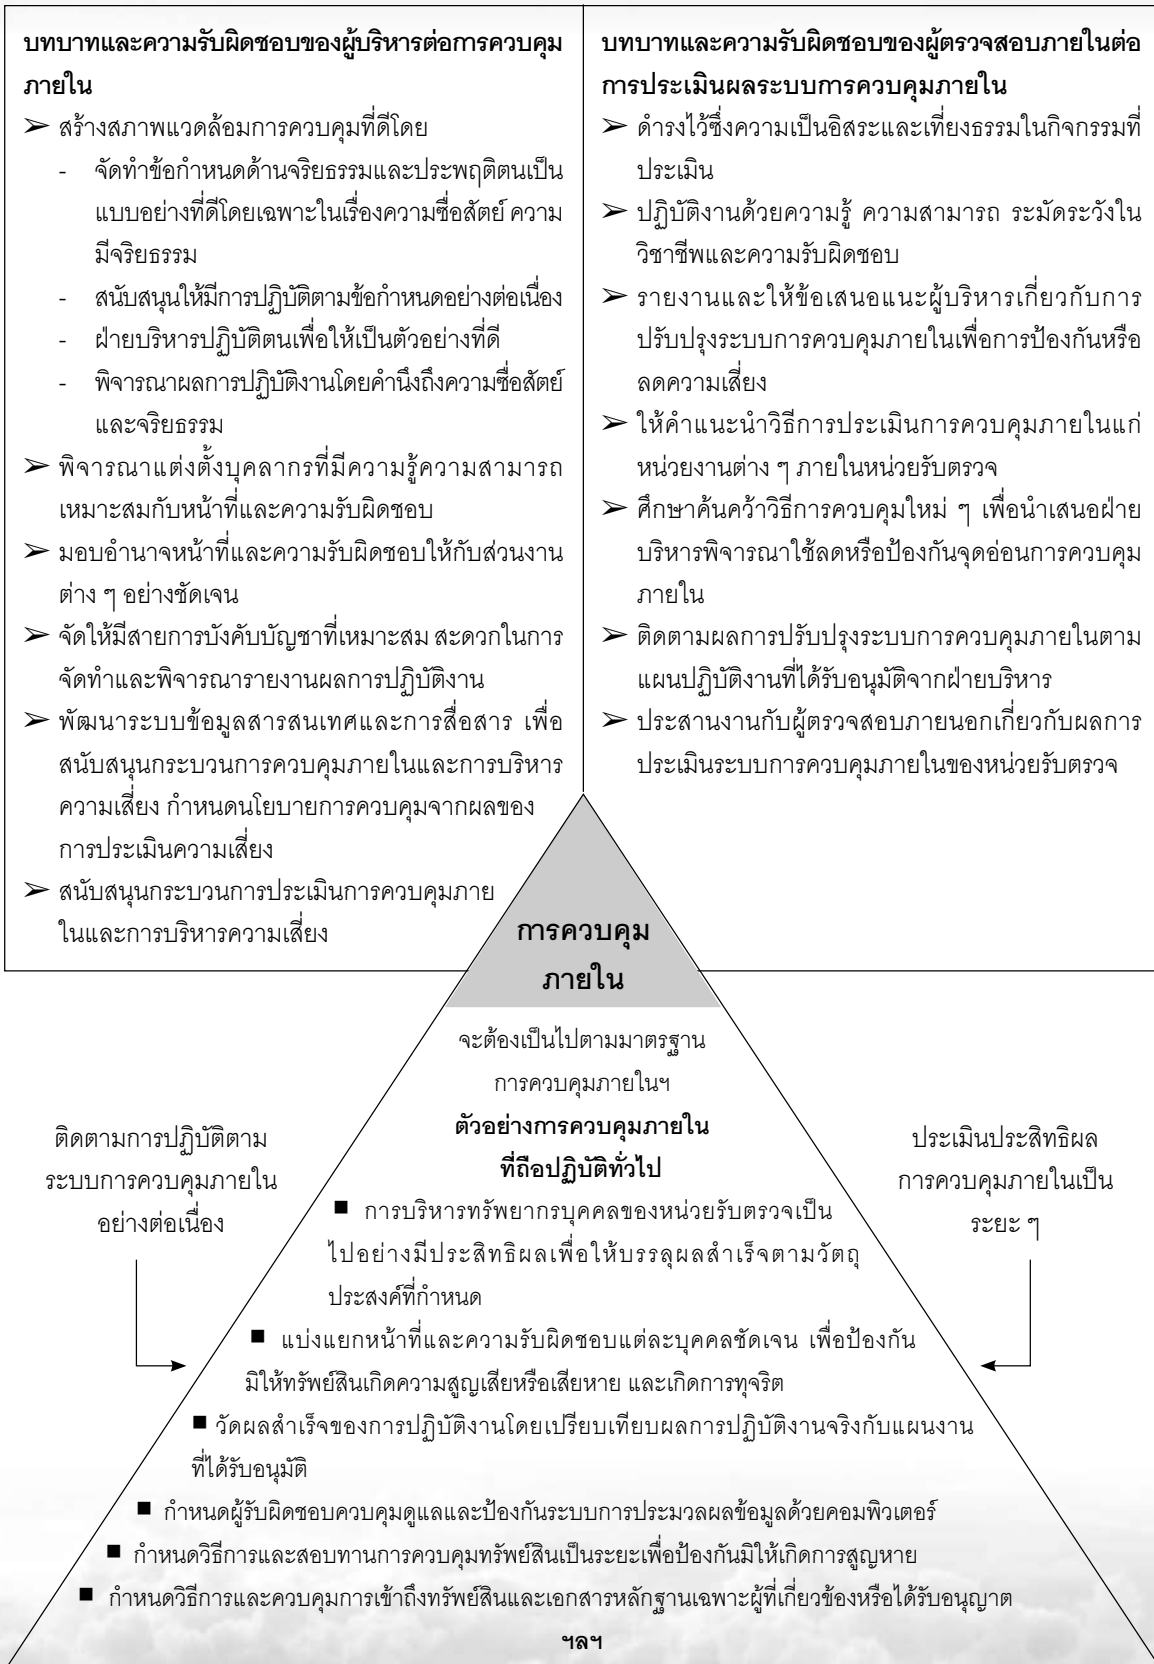 บทบาทและความรับผิดชอบของผู้บริหารต่อการควบคุม
ภายใน
➢ สร้างสภาพแวดล้อมการควบคุมที่ดีโดย
- จัดทำข้อกำหนดด้านจริยธรรมและประพฤติตนเป็น
แบบอย่างที่ดีโดยเฉพาะในเรื่องความซื่อสัตย์ ความ
มีจริยธรรม
- สนับสนุนให้มีการปฏิบัติตามข้อกำหนดอย่างต่อเนื่อง
- ฝ่ายบริหารปฏิบัติตนเพื่อให้เป็นตัวอย่างที่ดี
- พิจารณาผลการปฏิบัติงานโดยคำนึงถึงความซื่อสัตย์
และจริยธรรม
➢ พิจารณาแต่งตั้งบุคลากรที่มีความรู้ความสามารถ
เหมาะสมกับหน้าที่และความรับผิดชอบ
➢ มอบอำนาจหน้าที่และความรับผิดชอบให้กับส่วนงาน
ต่าง ๆ อย่างชัดเจน
➢ จัดให้มีสายการบังคับบัญชาที่เหมาะสม สะดวกในการ
จัดทำและพิจารณารายงานผลการปฏิบัติงาน
➢ พัฒนาระบบข้อมูลสารสนเทศและการสื่อสาร เพื่อ
สนับสนุนกระบวนการควบคุมภายในและการบริหาร
ความเสี่ยง กำหนดนโยบายการควบคุมจากผลของ
การประเมินความเสี่ยง
➢ สนับสนุนกระบวนการประเมินการควบคุมภาย
ในและการบริหารความเสี่ยง
บทบาทและความรับผิดชอบของผู้ตรวจสอบภายในต่อ
การประเมินผลระบบการควบคุมภายใน
➢ ดำรงไว้ซึ่งความเป็นอิสระและเที่ยงธรรมในกิจกรรมที่
ประเมิน
➢ ปฏิบัติงานด้วยความรู้ ความสามารถ ระมัดระวังใน
วิชาชีพและความรับผิดชอบ
➢ รายงานและให้ข้อเสนอแนะผู้บริหารเกี่ยวกับการ
ปรับปรุงระบบการควบคุมภายในเพื่อการป้องกันหรือ
ลดความเสี่ยง
➢ ให้คำแนะนำวิธีการประเมินการควบคุมภายในแก่
หน่วยงานต่าง ๆ ภายในหน่วยรับตรวจ
➢ ศึกษาค้นคว้าวิธีการควบคุมใหม่ ๆ เพื่อนำเสนอฝ่าย
บริหารพิจารณาใช้ลดหรือป้องกันจุดอ่อนการควบคุม
ภายใน
➢ ติดตามผลการปรับปรุงระบบการควบคุมภายในตาม
แผนปฏิบัติงานที่ได้รับอนุมัติจากฝ่ายบริหาร
➢ ประสานงานกับผู้ตรวจสอบภายนอกเกี่ยวกับผลการ
ประเมินระบบการควบคุมภายในของหน่วยรับตรวจ
การควบคุม
ภายใน
จะต้องเป็นไปตามมาตรฐาน
การควบคุมภายในฯ
ตัวอย่างการควบคุมภายใน
ที่ถือปฏิบัติทั่วไป
ติดตามการปฏิบัติตาม
ระบบการควบคุมภายใน
อย่างต่อเนื่อง
ประเมินประสิทธิผล
การควบคุมภายในเป็น
ระยะ ๆ
■ การบริหารทรัพยากรบุคคลของหน่วยรับตรวจเป็น
ไปอย่างมีประสิทธิผลเพื่อให้บรรลุผลสำเร็จตามวัตถุ
ประสงค์ที่กำหนด
■ แบ่งแยกหน้าที่และความรับผิดชอบแต่ละบุคคลชัดเจน เพื่อป้องกัน
มิให้ทรัพย์สินเกิดความสูญเสียหรือเสียหาย และเกิดการทุจริต
■ วัดผลสำเร็จของการปฏิบัติงานโดยเปรียบเทียบผลการปฏิบัติงานจริงกับแผนงาน
ที่ได้รับอนุมัติ
■ กำหนดผู้รับผิดชอบควบคุมดูแลและป้องกันระบบการประมวลผลข้อมูลด้วยคอมพิวเตอร์
■ กำหนดวิธีการและสอบทานการควบคุมทรัพย์สินเป็นระยะเพื่อป้องกันมิให้เกิดการสูญหาย
■ กำหนดวิธีการและควบคุมการเข้าถึงทรัพย์สินและเอกสารหลักฐานเฉพาะผู้ที่เกี่ยวข้องหรือได้รับอนุญาต
ฯลฯ